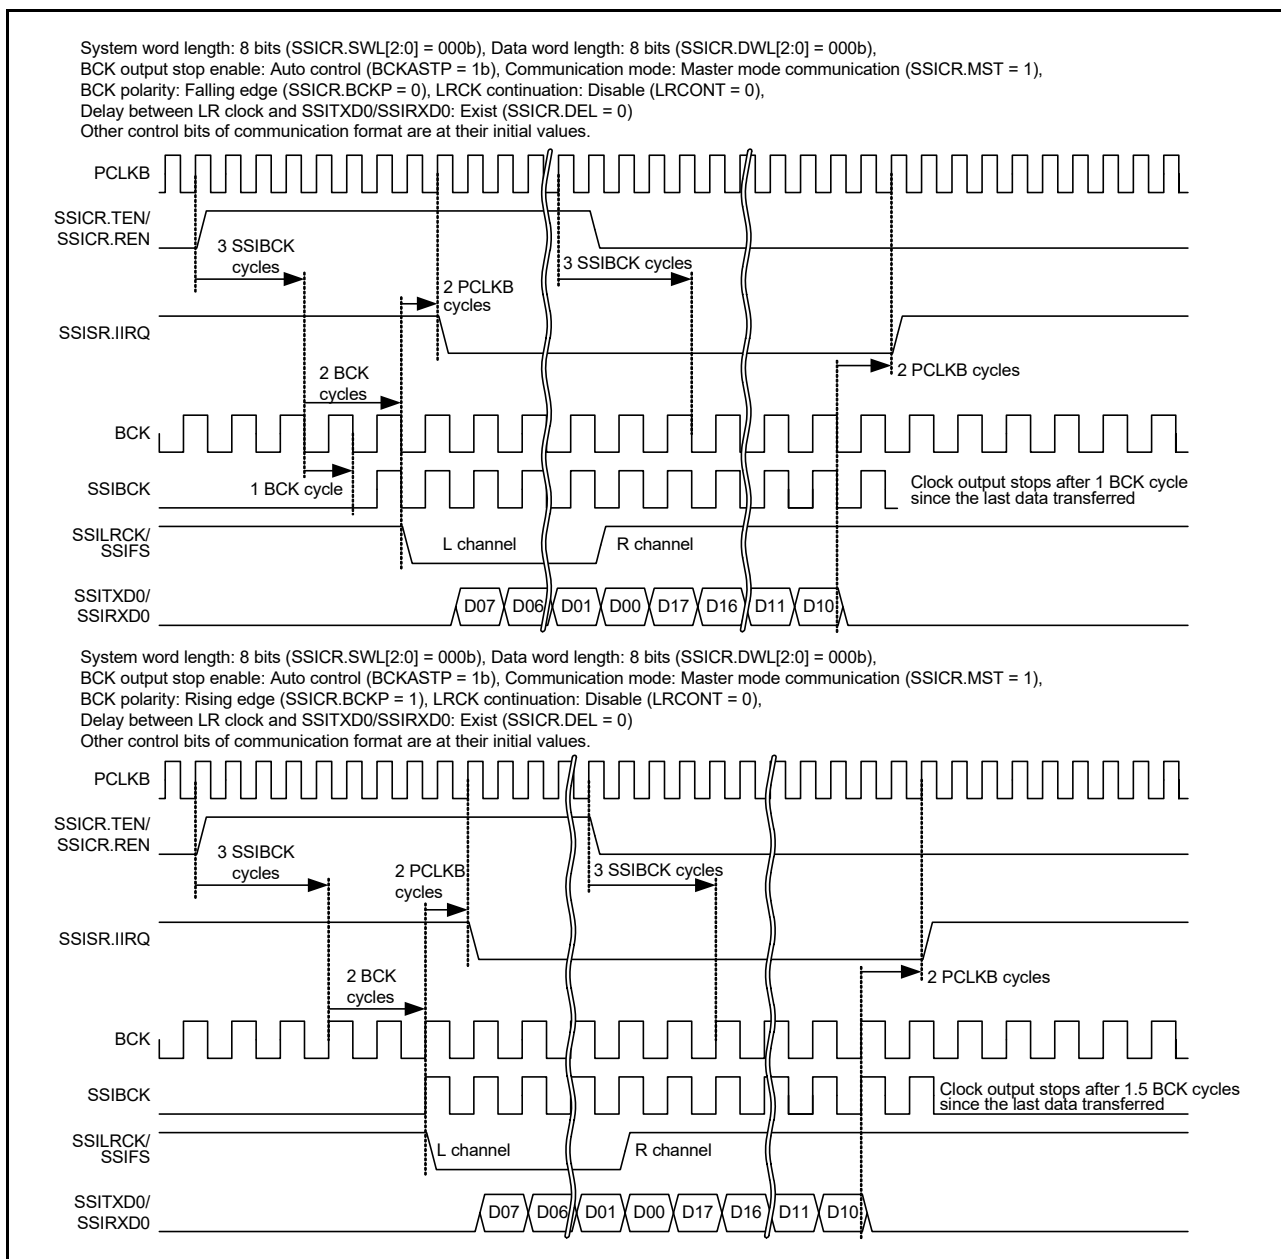 System word length: 8 bits (SSICR.SWL[2:0] = 000b), Data word length: 8 bits (SSICR.DWL[2:0] = 000b),
BCK output stop enable: Auto control (BCKASTP = 1b), Communication mode: Master mode communication (SSICR.MST = 1),
BCK polarity: Falling edge (SSICR.BCKP = 0), LRCK continuation: Disable (LRCONT = 0),
Delay between LR clock and SSITXD0/SSIRXD0: Exist (SSICR.DEL = 0)
Other control bits of communication format are at their initial values.
PCLKB
SSICR.TEN/
SSICR.REN
3 SSIBCK
cycles
3 SSIBCK cycles
2 PCLKB
cycles
SSISR.IIRQ
2 PCLKB cycles
2 BCK
cycles
BCK
1 BCK cycle
SSIBCK
Clock output stops after 1 BCK cycle
since the last data transferred
SSILRCK/
SSIFS
L channel
R channel
SSITXD0/
SSIRXD0
D07 D06 D01 D00 D17 D16 D11 D10
System word length: 8 bits (SSICR.SWL[2:0] = 000b), Data word length: 8 bits (SSICR.DWL[2:0] = 000b),
BCK output stop enable: Auto control (BCKASTP = 1b), Communication mode: Master mode communication (SSICR.MST = 1),
BCK polarity: Rising edge (SSICR.BCKP = 1), LRCK continuation: Disable (LRCONT = 0),
Delay between LR clock and SSITXD0/SSIRXD0: Exist (SSICR.DEL = 0)
Other control bits of communication format are at their initial values.
PCLKB
SSICR.TEN/
SSICR.REN
3 SSIBCK
cycles
2 PCLKB
cycles
3 SSIBCK cycles
SSISR.IIRQ
2 PCLKB cycles
2 BCK
cycles
BCK
SSIBCK
Clock output stops after 1.5 BCK cycles
since the last data transferred
SSILRCK/
SSIFS
L channel
R channel
SSITXD0/
SSIRXD0
D07 D06 D01 D00 D17 D16 D11 D10